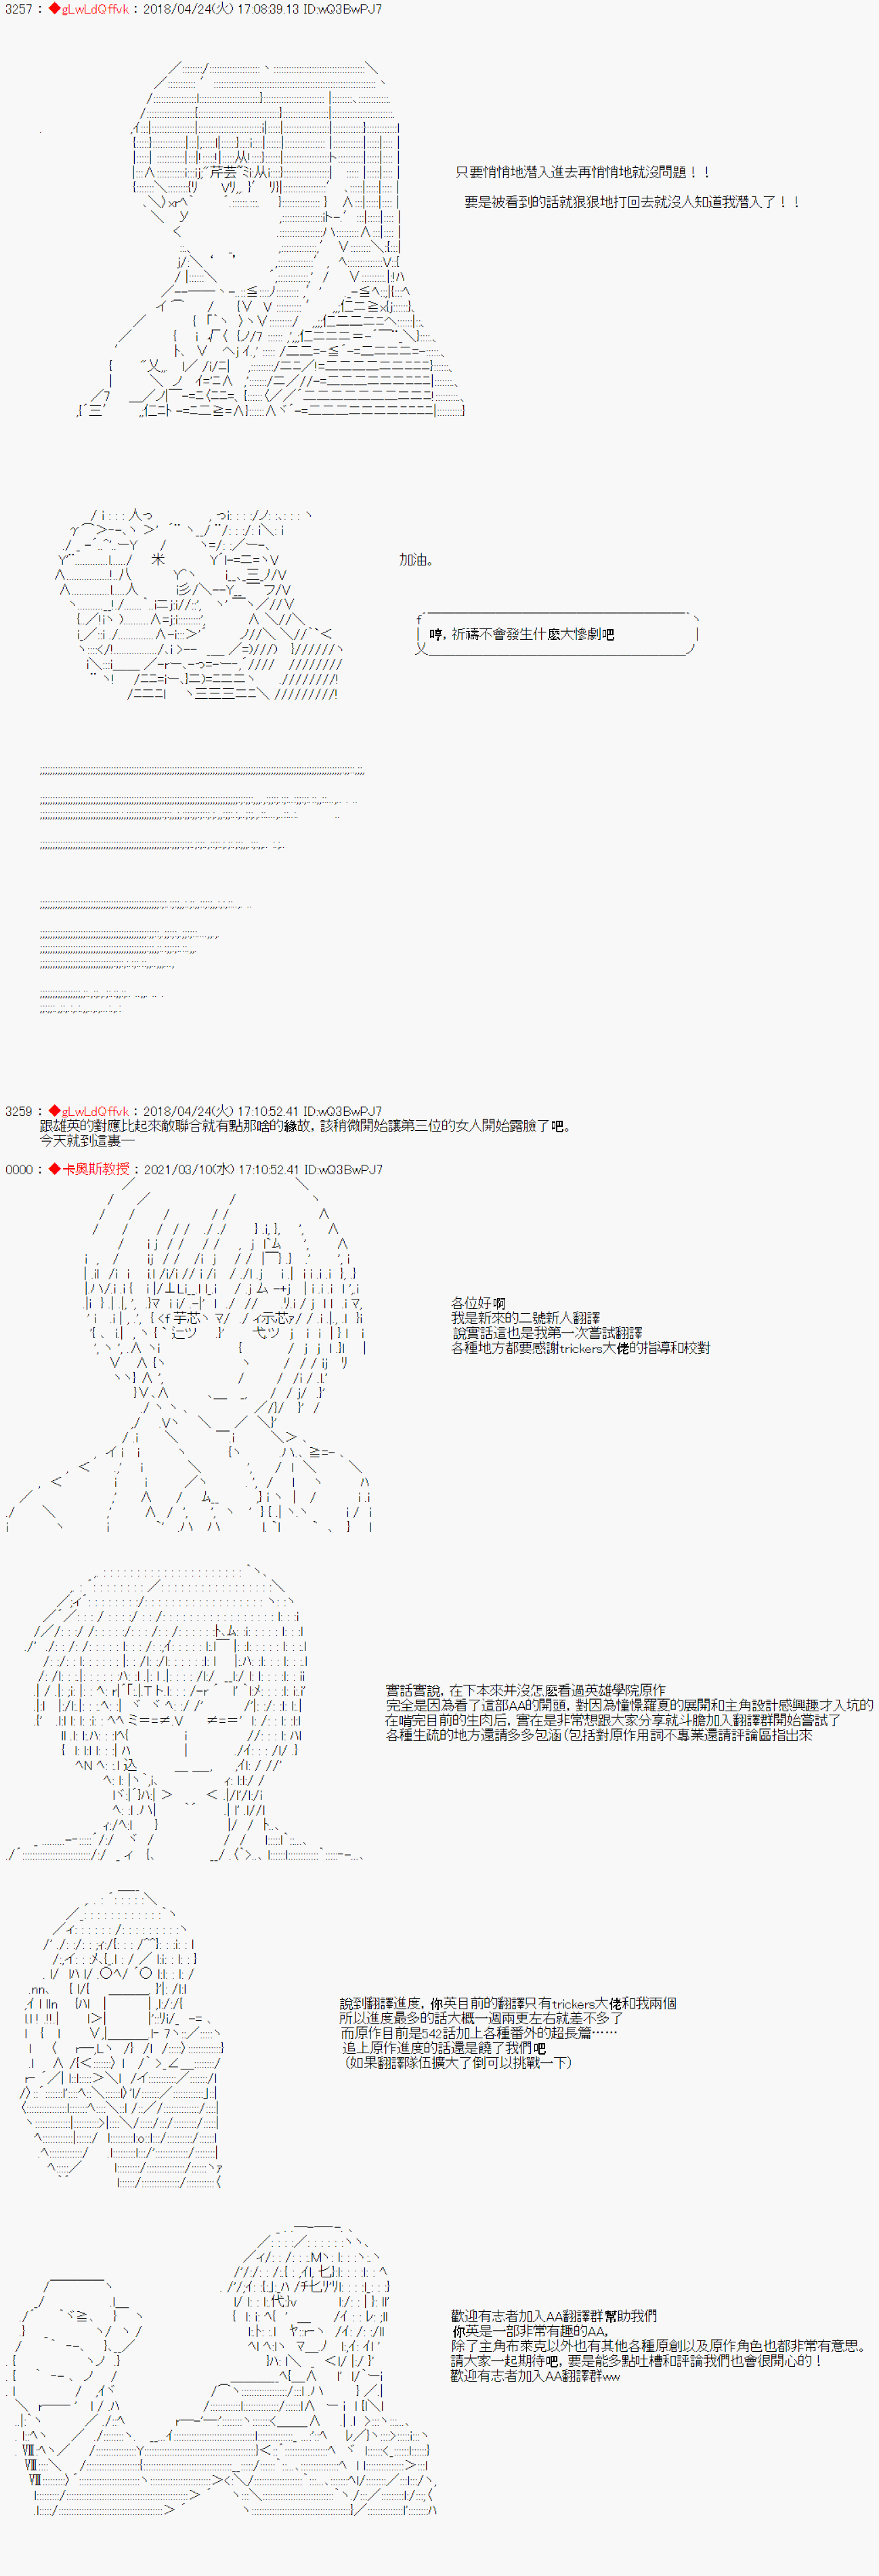 3257 : ◆gLwLdQffvk : 2018/04/24(火) 17:08:39.13 ID:wQ3BwPJ7
只要悄悄地潛入進去再悄悄地就沒問題！！
要是被看到的話就狠狠地打回去就沒人知道我潛入了！！
加油。
哼，祈禱不會發生什麼大慘劇吧
3259 : ◆gLwLdQffvk : 2018/04/24(火) 17:10:52.41 ID:wQ3BwPJ7
跟雄英的對應比起來敵聯合就有點那啥的緣故，該稍微開始讓第三位的女人開始露臉了吧。
今天就到這裏—
0000 : ◆卡奧斯教授 : 2021/03/10(水) 17:10:52.41 ID:wQ3BwPJ7
各位好啊
我是新來的二號新人翻譯
說實話這也是我第一次嘗試翻譯
各種地方都要感謝trickers大佬的指導和校對
實話實說，在下本來并沒怎麼看過英雄學院原作
完全是因為看了這部AA的開頭，對因為憧憬羅夏的展開和主角設計感興趣才入坑的
在啃完目前的生肉后，實在是非常想跟大家分享就斗膽加入翻譯群開始嘗試了
各種生疏的地方還請多多包涵(包括對原作用詞不專業還請評論區指出來
說到翻譯進度，你英目前的翻譯只有trickers大佬和我兩個
所以進度最多的話大概一週兩更左右就差不多了
而原作目前是542話加上各種番外的超長篇……
追上原作進度的話還是饒了我們吧
（如果翻譯隊伍擴大了倒可以挑戰一下）
歡迎有志者加入AA翻譯群幫助我們
你英是一部非常有趣的AA，
除了主角布萊克以外也有其他各種原創以及原作角色也都非常有意思。
請大家一起期待吧，要是能多點吐槽和評論我們也會很開心的！
歡迎有志者加入AA翻譯群ww